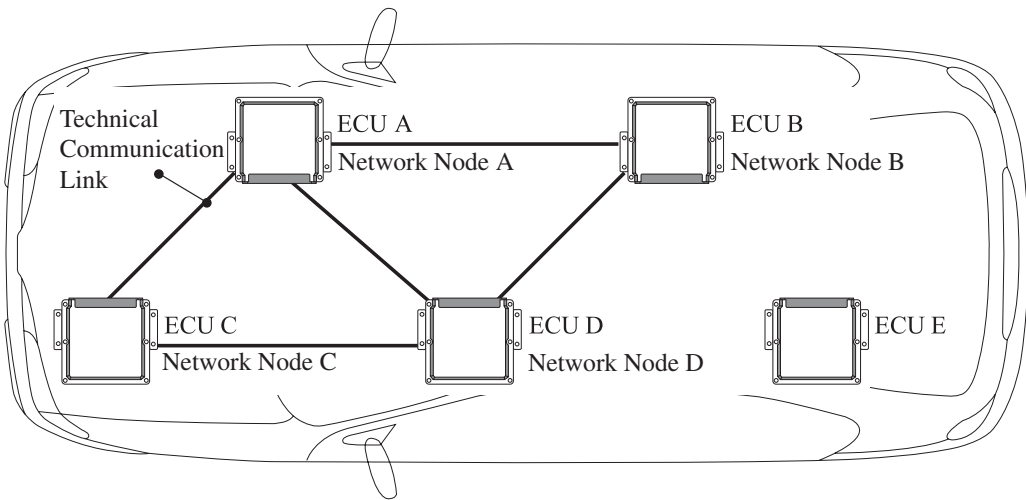 Technical
Communication
Link
ECU A
Network Node A
ECU B
Network Node B
ECU C
Network Node C
ECU D
Network Node D
ECU E